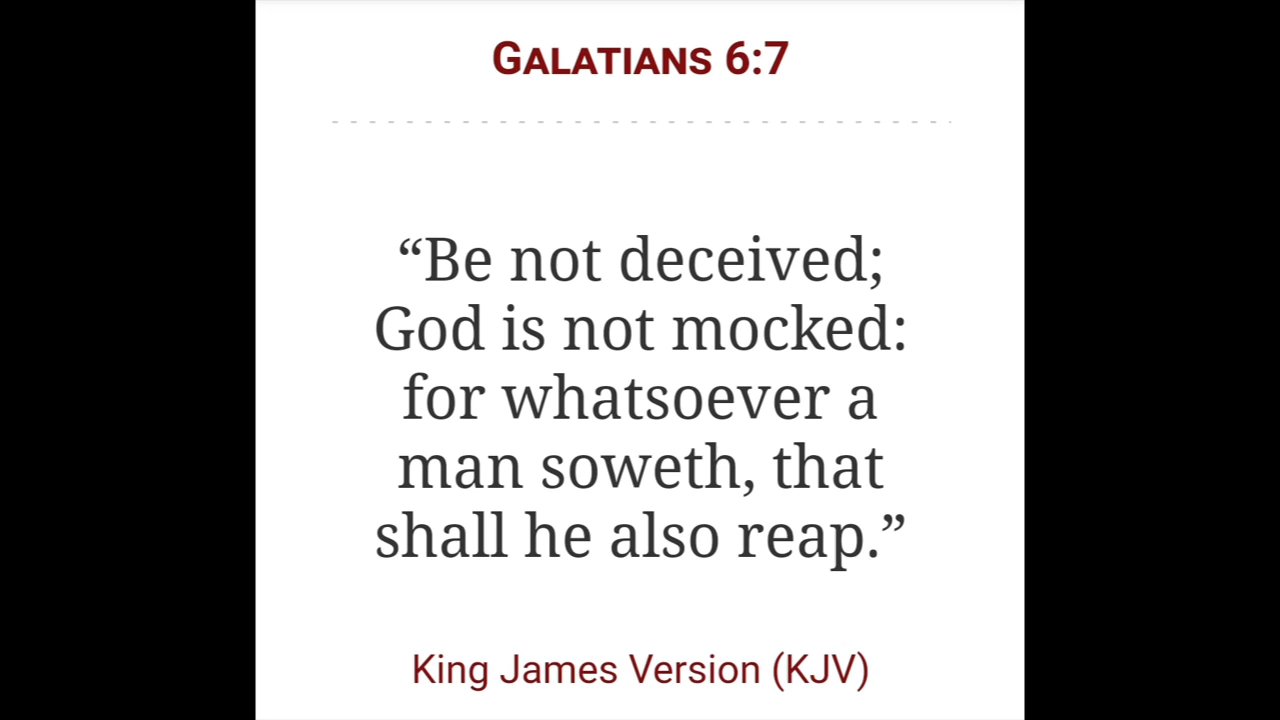 GALATIANS 6:7
“Be not deceived;
God is not mocked:
for whatsoever a
man soweth, that
shall he also reap.”
King James Version (KJV)